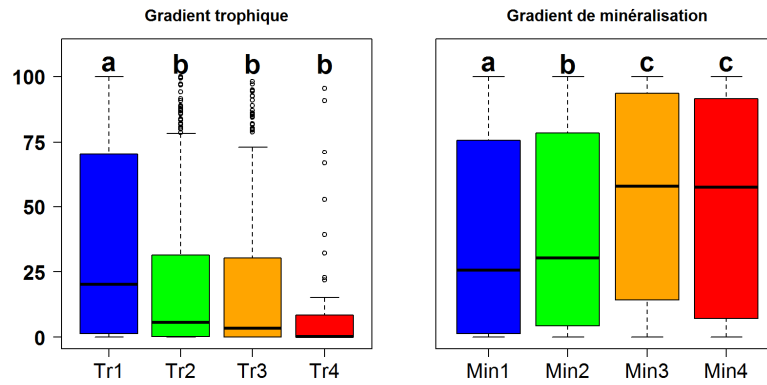 Gradient trophique
a b b b
100
75
50
25
0
Tr1 Tr2 Tr3 Tr4
Gradient de minéralisation
a b c c
Min1 Min2 Min3 Min4